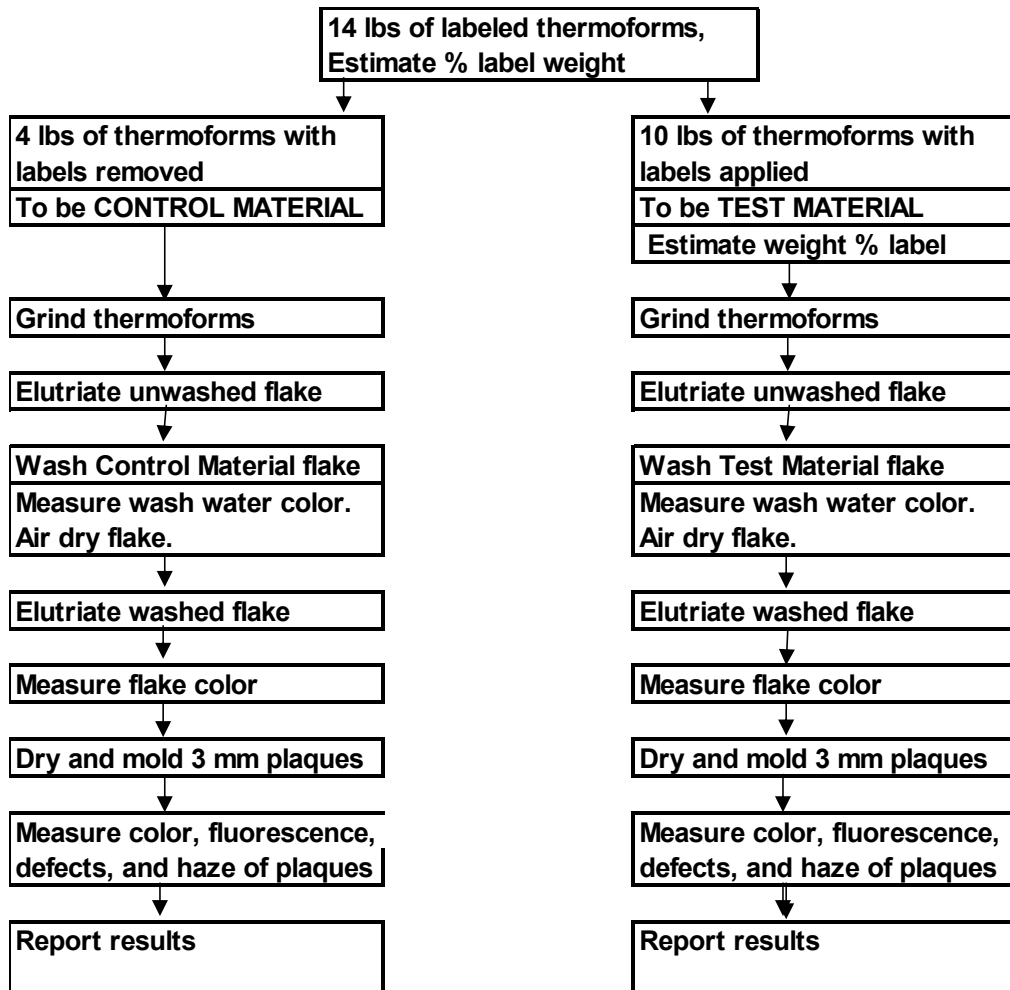 14 lbs of labeled thermoforms,
Estimate % label weight
4 lbs of thermoforms with
labels removed
To be CONTROL MATERIAL
Grind thermoforms
Elutriate unwashed flake
Wash Control Material flake
Measure wash water color.
Air dry flake.
Elutriate washed flake
Measure flake color
Dry and mold 3 mm plaques
Measure color, fluorescence,
defects, and haze of plaques
Report results
10 lbs of thermoforms with
labels applied
To be TEST MATERIAL
Estimate weight % label
Grind thermoforms
Elutriate unwashed flake
Wash Test Material flake
Measure wash water color.
Air dry flake.
Elutriate washed flake
Measure flake color
Dry and mold 3 mm plaques
Measure color, fluorescence,
defects, and haze of plaques
Report results